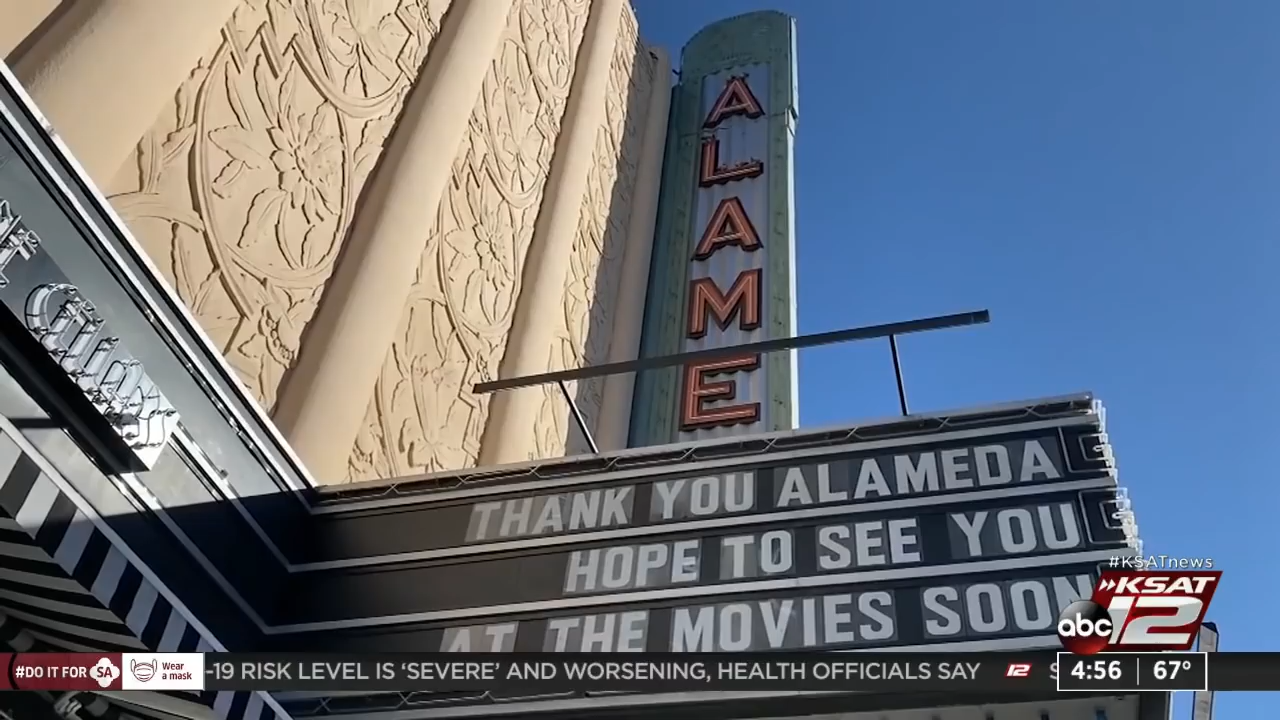 ALAME
THANK YOU ALAMEDA
HOPE TO SEE YOU
AT THE MOVIES SOON
#KSATnews
KSAT
abc 12
#DO IT FOR SA
Wear
a mask
-19 RISK LEVEL IS ‘SEVERE’ AND WORSENING, HEALTH OFFICIALS SAY 12 S
4:56 67°